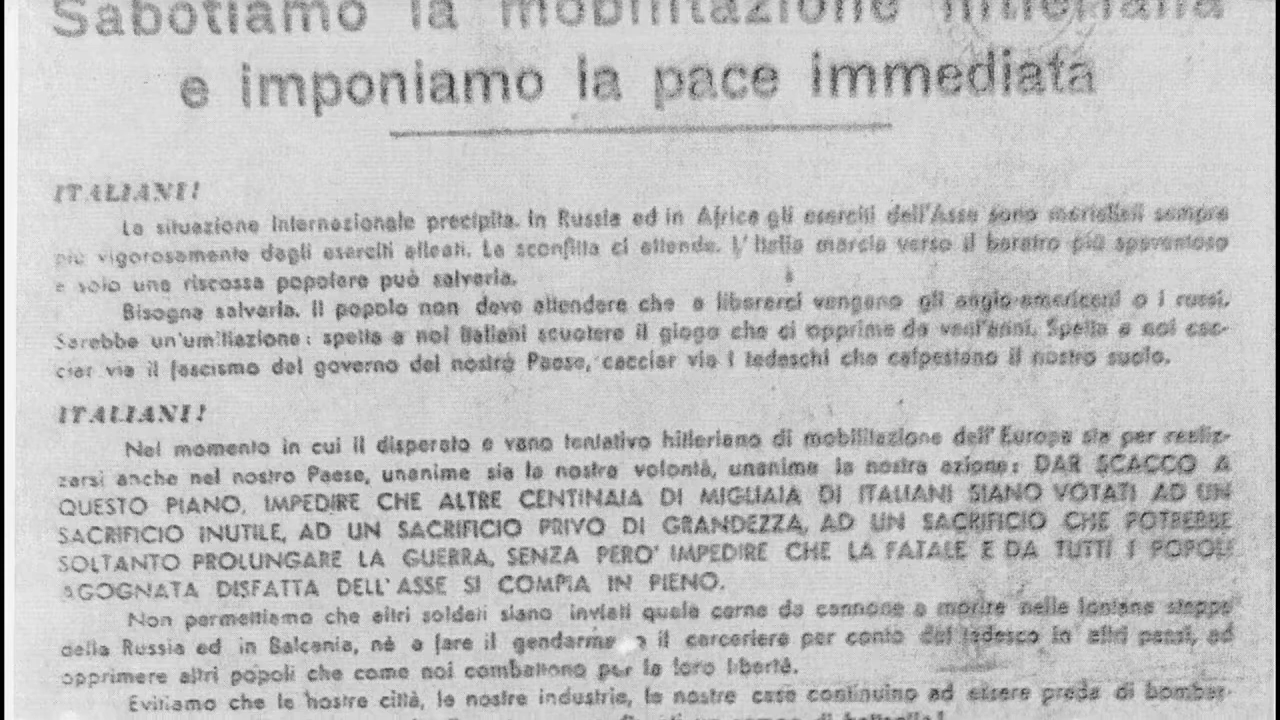 Sabotiamo la mobilitazione hitleriana
e imponiamo la pace immediata
ITALIANI!
La situazione internazionale precipita. In Russia ed in Africa gli eserciti dell'Asse sono martellati sempre
più vigorosamente dagli eserciti alleati. La sconfitta ci attende. L'Italia marcia verso il baratro più spaventoso
e solo una riscossa popolare può salvarla.
Bisogna salvarla. Il popolo non deve attendere che a liberarci vengano gli anglo-americani o i russi.
Sarebbe un'umiliazione: spetta a noi italiani scuotere il giogo che ci opprime da vent'anni. Spetta a noi cac-
ciar via il fascismo dal governo del nostro Paese, cacciar via i tedeschi che calpestano il nostro suolo.
ITALIANI!
Nel momento in cui il disperato e vano tentativo hitleriano di mobilitazione dell'Europa sta per realiz-
zarsi anche nel nostro Paese, unanime sia la nostra volontà, unanime la nostra azione: DAR SCACCO A
QUESTO PIANO, IMPEDIRE CHE ALTRE CENTINAIA DI MIGLIAIA DI ITALIANI SIANO VOTATI AD UN
SACRIFICIO INUTILE, AD UN SACRIFICIO PRIVO DI GRANDEZZA, AD UN SACRIFICIO CHE POTREBBE
SOLTANTO PROLUNGARE LA GUERRA, SENZA PERO' IMPEDIRE CHE LA FATALE E DA TUTTI I POPOLI
AGOGNATA DISFATTA DELL'ASSE SI COMPIA IN PIENO.
Non permettiamo che altri soldati siano inviati quale carne da cannone a morire nelle lontane steppe
della Russia ed in Balcania, nè a fare il gendarme o il carceriere per conto del tedesco in altri paesi, ad
opprimere altri popoli che come noi combattono per la loro libertà.
Evitiamo che le nostre città, le nostre industrie, le nostre case continuino ad essere preda di bombar-
di battaglia!